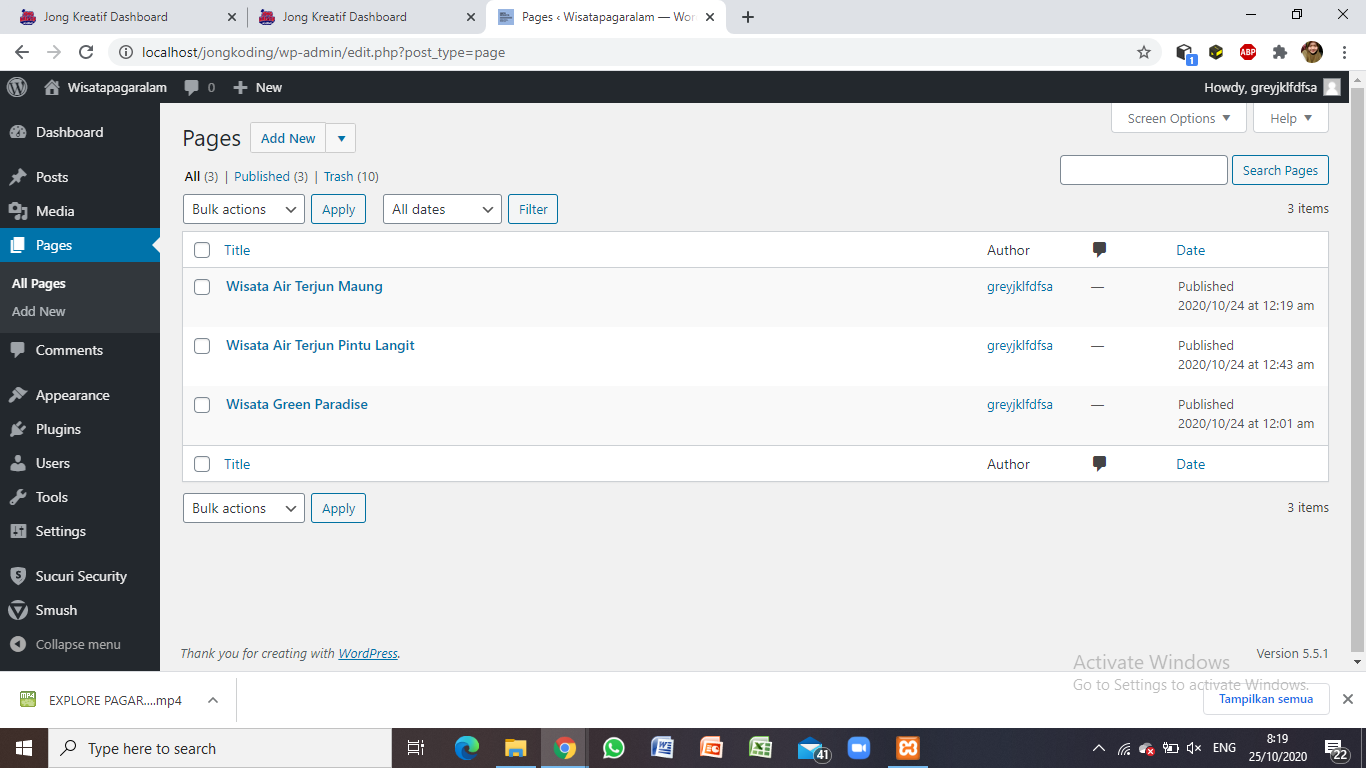 Jong Kreatif Dashboard
Jong Kreatif Dashboard
Pages ‹ Wisatapagaralam — Wor
localhost/jongkoding/wp-admin/edit.php?post_type=page
1
ABP
Wisatapagaralam 0 New
Howdy, greyjklfdfsa
Dashboard
Posts
Media
Pages
All Pages
Add New
Comments
Appearance
Plugins
Users
Tools
Settings
Sucuri Security
Smush
Collapse menu
Screen Options
Help
Pages
Add New
All (3) | Published (3) | Trash (10)
Search Pages
Bulk actions
Apply
All dates
Filter
3 items
Title Author Date
Wisata Air Terjun Maung greyjklfdfsa — Published
2020/10/24 at 12:19 am
Wisata Air Terjun Pintu Langit greyjklfdfsa — Published
2020/10/24 at 12:43 am
Wisata Green Paradise greyjklfdfsa — Published
2020/10/24 at 12:01 am
Title Author Date
Bulk actions
Apply
3 items
Thank you for creating with WordPress.
Version 5.5.1
Activate Windows
Go to Settings to activate Windows.
MP4
EXPLORE PAGAR....mp4
Tampilkan semua
Type here to search
41
ENG
8:19
25/10/2020
22